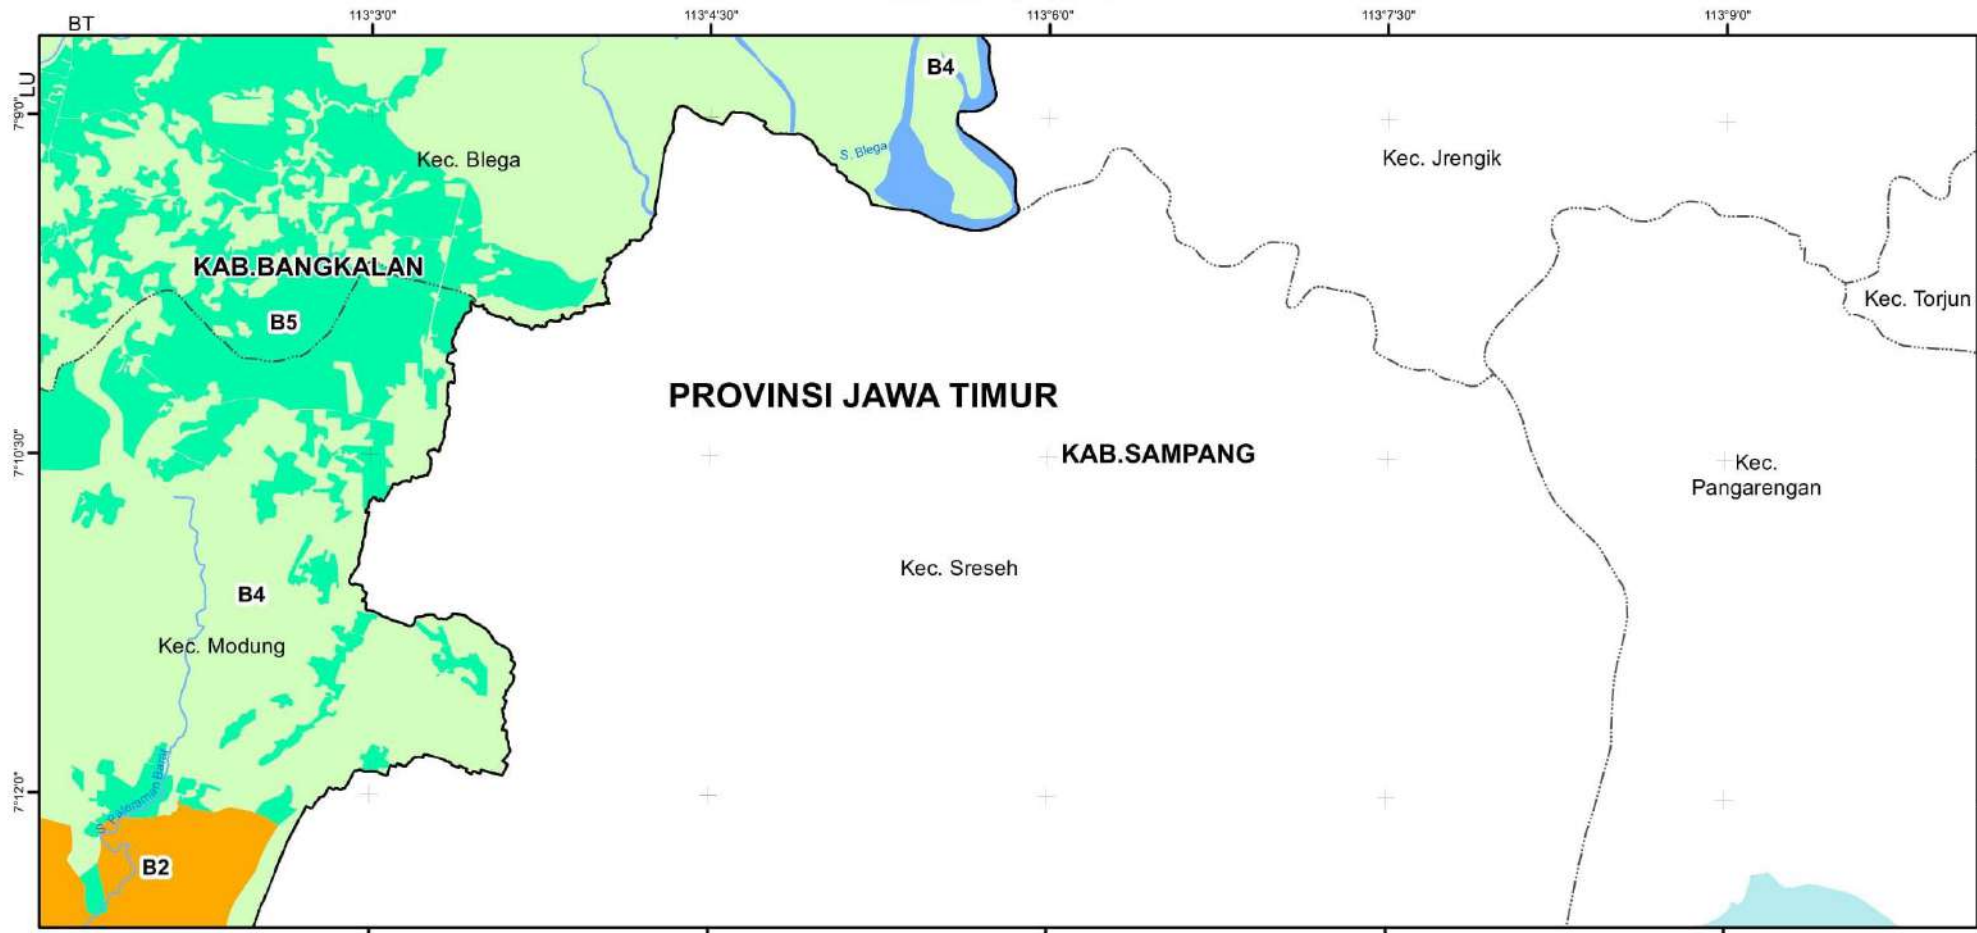 BT
113°3'0"
113°4'30"
113°6'0"
113°7'30"
113°9'0"
LU
7°9'0"
B4
S. Blega
Kec. Blega
Kec. Jrengik
KAB.BANGKALAN
B5
Kec. Torjun
PROVINSI JAWA TIMUR
7°10'30"
KAB.SAMPANG
Kec.
Pangarengan
Kec. Sreseh
B4
Kec. Modung
7°12'0"
S.
B2